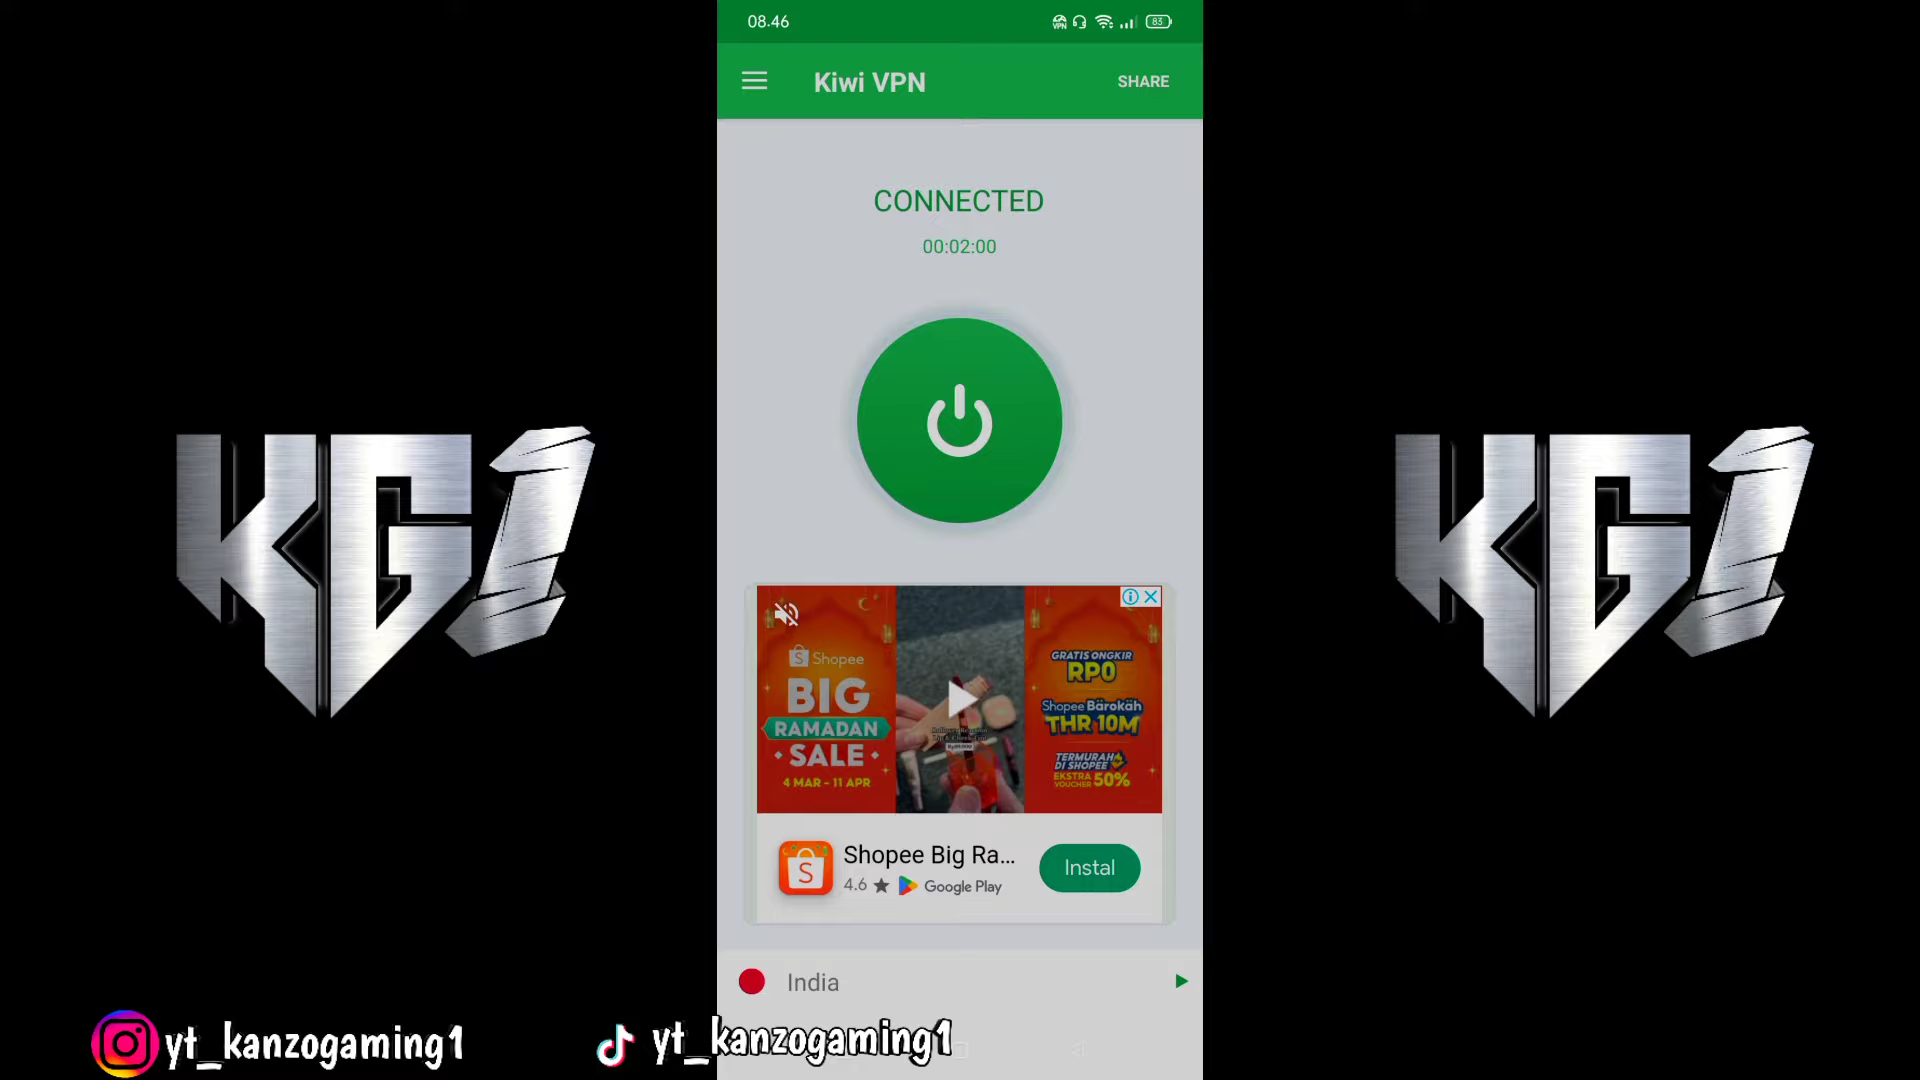 08.46
VPN
83
Kiwi VPN
SHARE
CONNECTED
00:02:00
KG1
KG1
Shopee
BIG
RAMADAN
SALE
4 MAR - 11 APR
GRATIS ONGKIR
RP0
Shopee Barokah
THR 10M
TERMURAH
DI SHOPEE
EKSTRA
VOUCHER 50%
S
Shopee Big Ra...
4.6 ★ Google Play
Instal
India
yt_kanzogaming1
yt_kanzogaming1